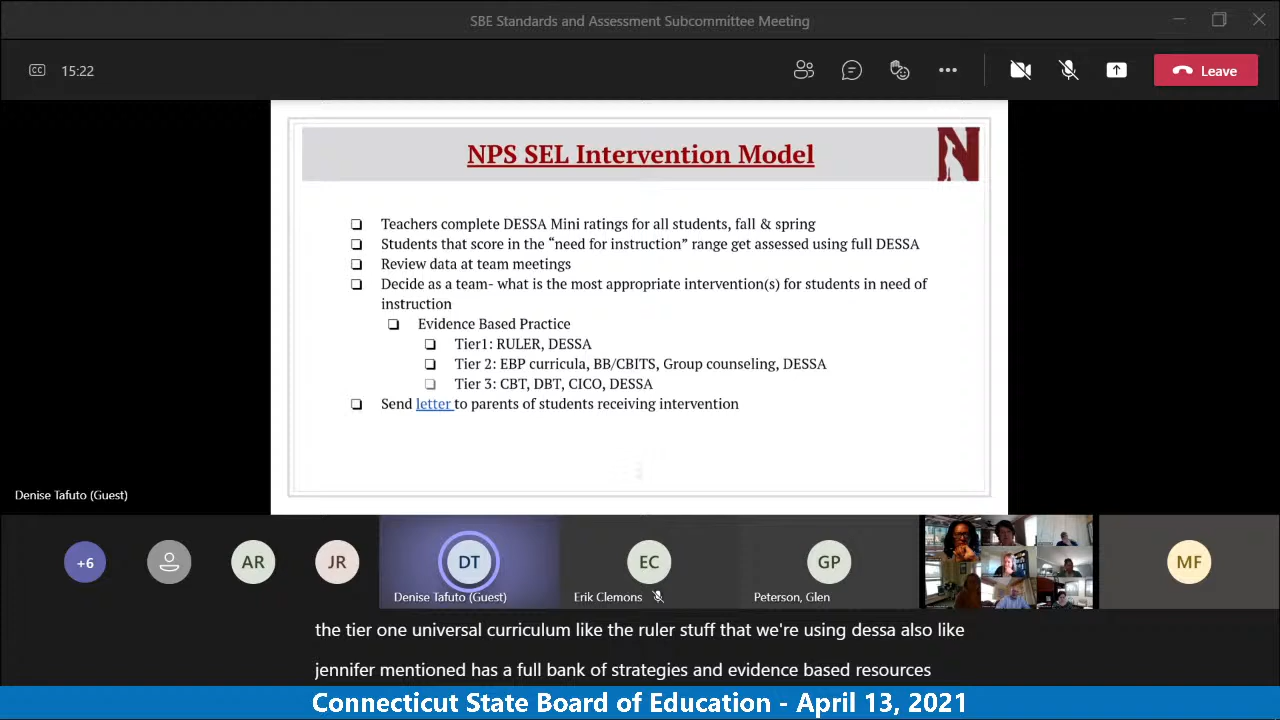 SBE Standards and Assessment Subcommittee Meeting
CC 15:22
Leave
NPS SEL Intervention Model
N
Teachers complete DESSA Mini ratings for all students, fall & spring
Students that score in the “need for instruction” range get assessed using full DESSA
Review data at team meetings
Decide as a team- what is the most appropriate intervention(s) for students in need of
instruction
Evidence Based Practice
Tier1: RULER, DESSA
Tier 2: EBP curricula, BB/CBITS, Group counseling, DESSA
Tier 3: CBT, DBT, CICO, DESSA
Send letter to parents of students receiving intervention
Denise Tafuto (Guest)
+6 AR JR DT EC GP MF
Denise Tafuto (Guest) Erik Clemons Peterson, Glen
the tier one universal curriculum like the ruler stuff that we're using dessa also like
jennifer mentioned has a full bank of strategies and evidence based resources
Connecticut State Board of Education - April 13, 2021